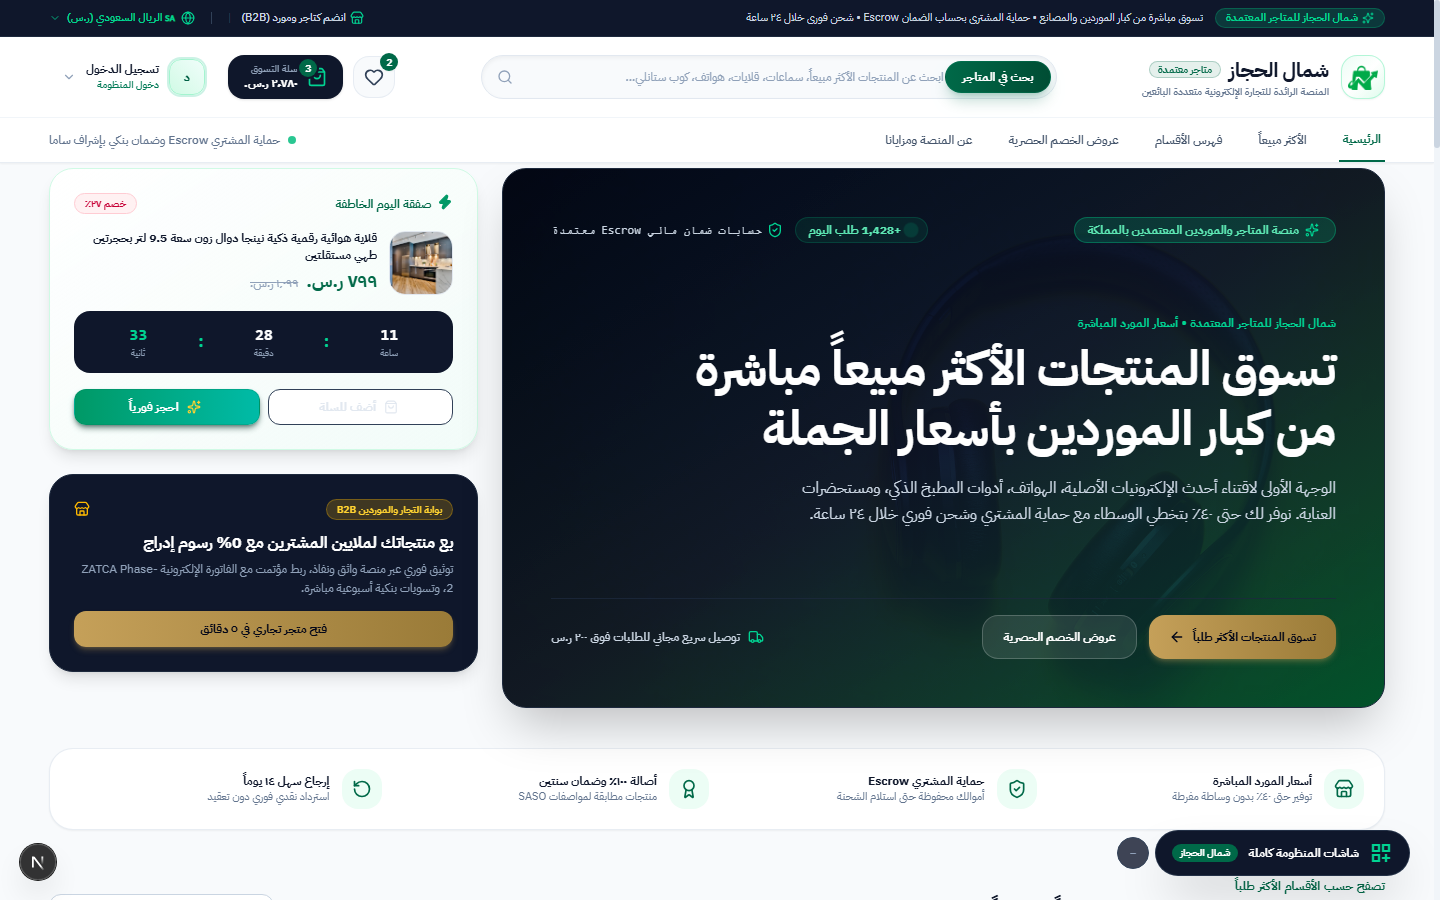 شمال الحجاز للمتاجر المعتمدة
تسوق مباشرة من كبار الموردين والمصانع • حماية المشتري بحساب الضمان Escrow • شحن فوري خلال ٢٤ ساعة
انضم كتاجر ومورد (B2B)
SA الريال السعودي (ر.س)
شمال الحجاز
متاجر معتمدة
المنصة الرائدة للتجارة الإلكترونية متعددة البائعين
بحث في المتاجر
ابحث عن المنتجات الأكثر مبيعاً، سماعات، قلايات، هواتف، كوب ستانلي...
2
3
سلة التسوق
٢٬٠٧٨ ر.س.
د
تسجيل الدخول
دخول المنظومة
الرئيسية
الأكثر مبيعاً
فهرس الأقسام
عروض الخصم الحصرية
عن المنصة ومزايانا
حماية المشتري Escrow وضمان بنكي بإشراف ساما
منصة المتاجر والموردين المعتمدين بالمملكة
+1,428 طلب اليوم
حسابات ضمان مالي Escrow معتمدة
شمال الحجاز للمتاجر المعتمدة • أسعار المورد المباشرة
تسوق المنتجات الأكثر مبيعاً مباشرة
من كبار الموردين بأسعار الجملة
الوجهة الأولى لاقتناء أحدث الإلكترونيات الأصلية، الهواتف، أدوات المطبخ الذكي، ومستحضرات
العناية. نوفر لك حتى ٤٠٪ بتخطي الوسطاء مع حماية المشتري وشحن فوري خلال ٢٤ ساعة.
تسوق المنتجات الأكثر طلباً
عروض الخصم الحصرية
توصيل سريع مجاني للطلبات فوق ٢٠٠ ر.س
صفقة اليوم الخاطفة
خصم ٢٧٪
قلاية هوائية رقمية ذكية نينجا دوال زون سعة 9.5 لتر بحجرتين
طهي مستقلتين
٧٩٩ ر.س.
١٬٠٩٩ ر.س.
11
ساعة
:
28
دقيقة
:
33
ثانية
أضف للسلة
احجز فورياً
بوابة التجار والموردين B2B
بع منتجاتك لملايين المشترين مع 0% رسوم إدراج
توثيق فوري عبر منصة واثق ونفاذ، ربط مؤتمت مع الفاتورة الإلكترونية ZATCA Phase-
2، وتسويات بنكية أسبوعية مباشرة.
فتح متجر تجاري في ٥ دقائق
أسعار المورد المباشرة
توفير حتى ٤٠٪ بدون وساطة مفرطة
حماية المشتري Escrow
أموالك محفوظة حتى استلام الشحنة
أصالة ١٠٠٪ وضمان سنتين
منتجات مطابقة لمواصفات SASO
إرجاع سهل ١٤ يوماً
استرداد نقدي فوري دون تعقيد
شاشات المنظومة كاملة
شمال الحجاز
تصفح حسب الأقسام الأكثر طلباً
N